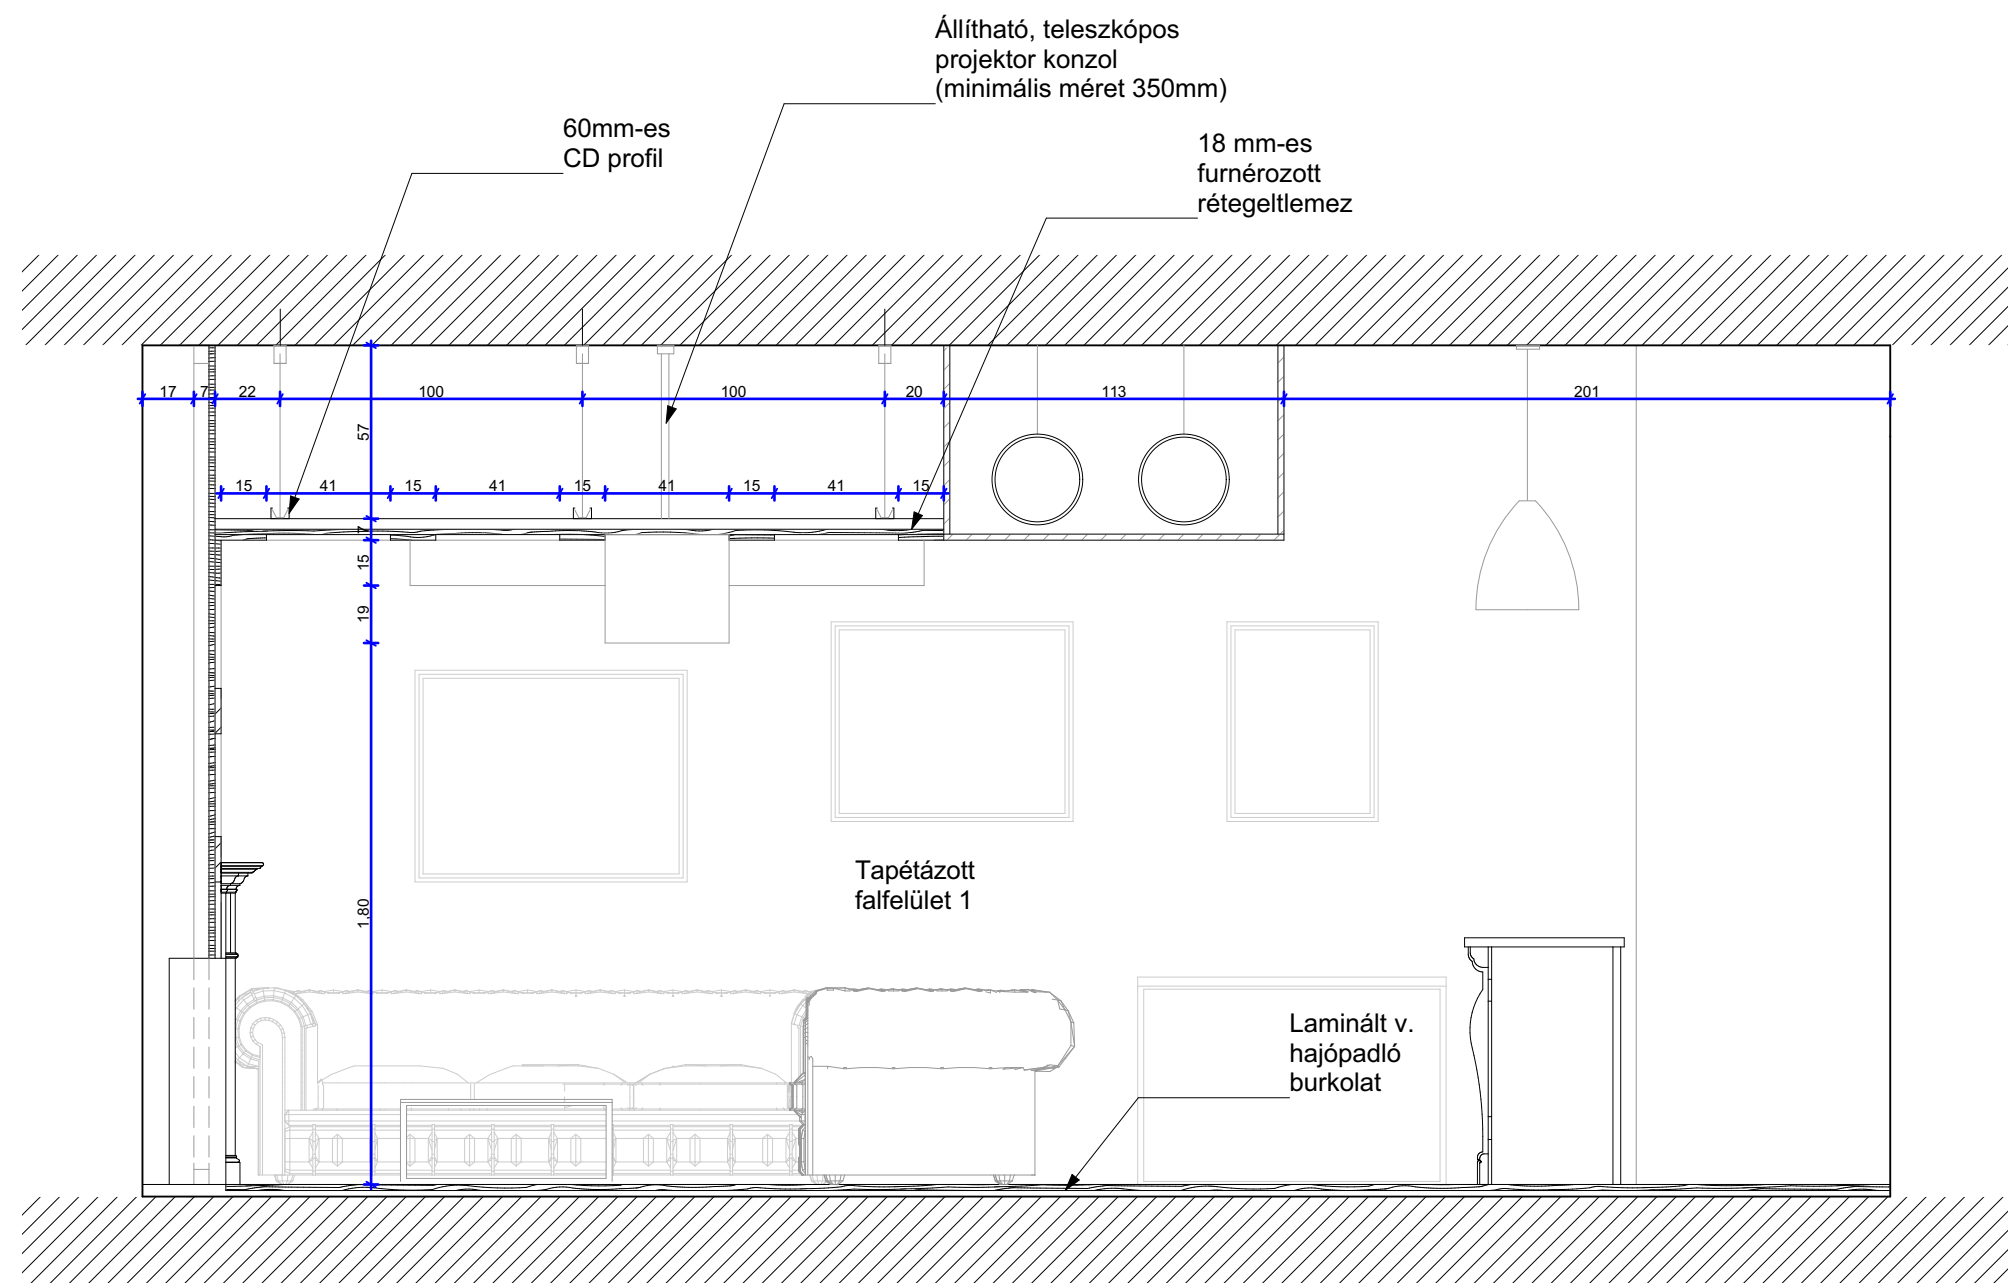 Állítható, teleszkópos
projektor konzol
(minimális méret 350mm)
60mm-es
CD profil
18 mm-es
furnérozott
rétegeltlemez
17 7 22 100 100 20 113 201
57
15 41 15 41 15 41 15 41 15
7
15
19
1,80
Tapétázott
falfelület 1
Laminált v.
hajópadló
burkolat